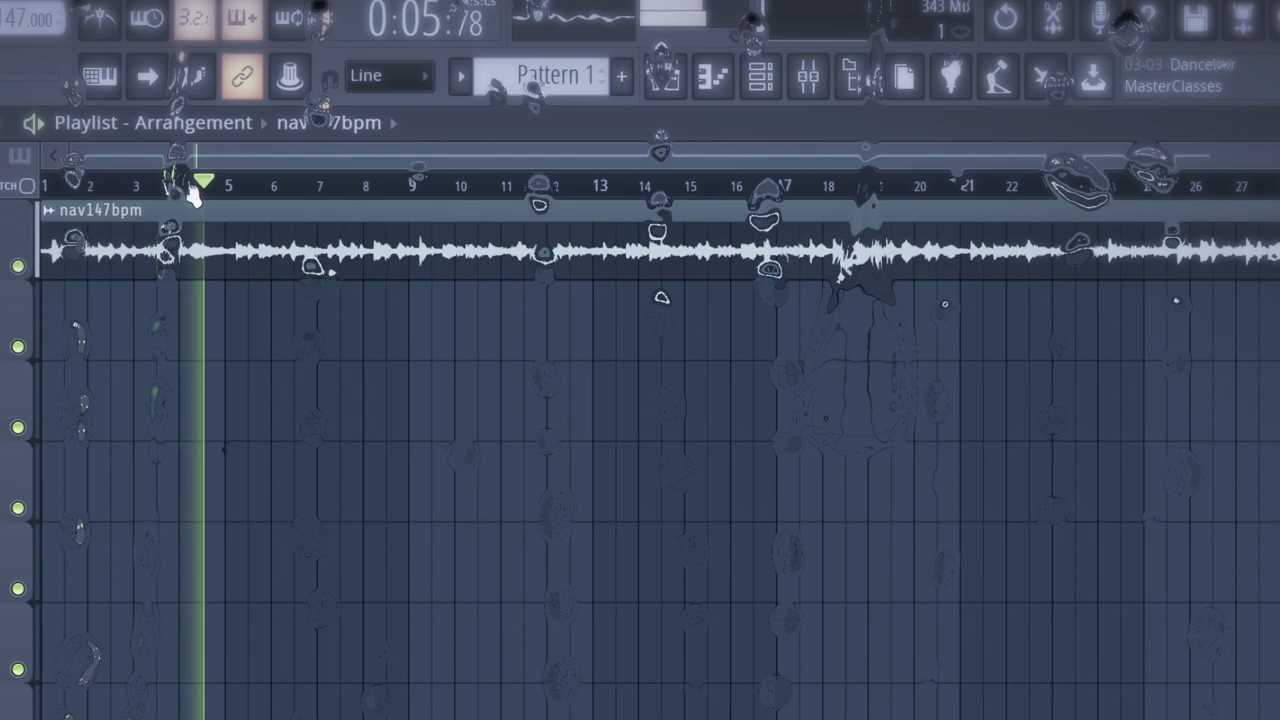 147.000
3.2:
0:05:78
343 MB
1
Line
Pattern 1
+
03-03
MasterClasses
Playlist - Arrangement
1 2 3 5 6 7 8 9 10 11 13 14 15 16 17 18 20 21 22 26 27
nav147bpm